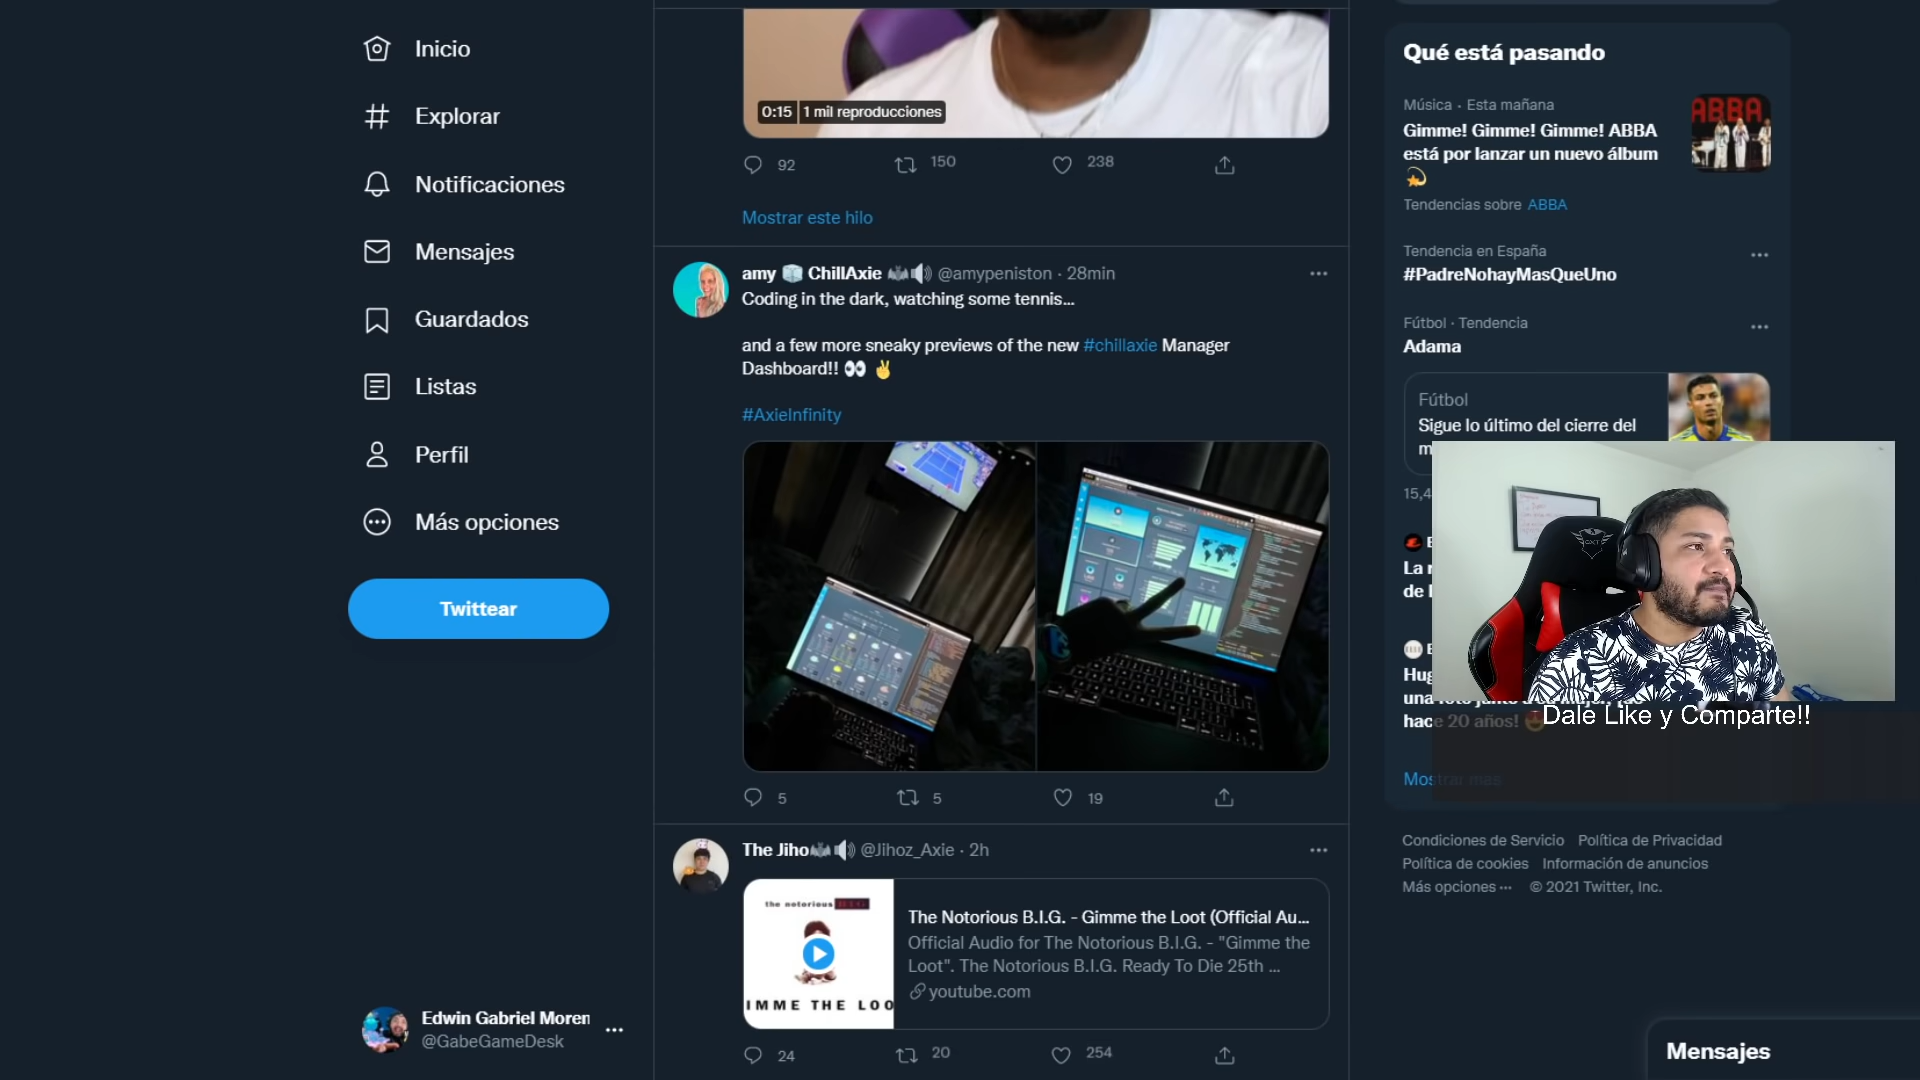 Inicio
Explorar
Notificaciones
Mensajes
Guardados
Listas
Perfil
Más opciones
Twittear
Edwin Gabriel Moren
@GabeGameDesk
0:15 1 mil reproducciones
92 150 238
Mostrar este hilo
amy ChillAxie @amypeniston · 28min
Coding in the dark, watching some tennis...
and a few more sneaky previews of the new #chillaxie Manager
Dashboard!! 👀 ✌
#AxieInfinity
5 5 19
The Jiho @Jihoz_Axie · 2h
the notorious B.I.G.
IMME THE LOO
The Notorious B.I.G. - Gimme the Loot (Official Au...
Official Audio for The Notorious B.I.G. - "Gimme the
Loot". The Notorious B.I.G. Ready To Die 25th ...
youtube.com
24 20 254
Qué está pasando
Música · Esta mañana
Gimme! Gimme! Gimme! ABBA
está por lanzar un nuevo álbum
💫
ABBA
Tendencias sobre ABBA
Tendencia en España
#PadreNohayMasQueUno
Fútbol · Tendencia
Adama
Fútbol
Sigue lo último del cierre del
m
15,4
La r
de
Hug
una
hace 20 años! 🤩
GXT
Dale Like y Comparte!!
Mostrar más
Condiciones de Servicio Política de Privacidad
Política de cookies Información de anuncios
Más opciones ··· © 2021 Twitter, Inc.
Mensajes